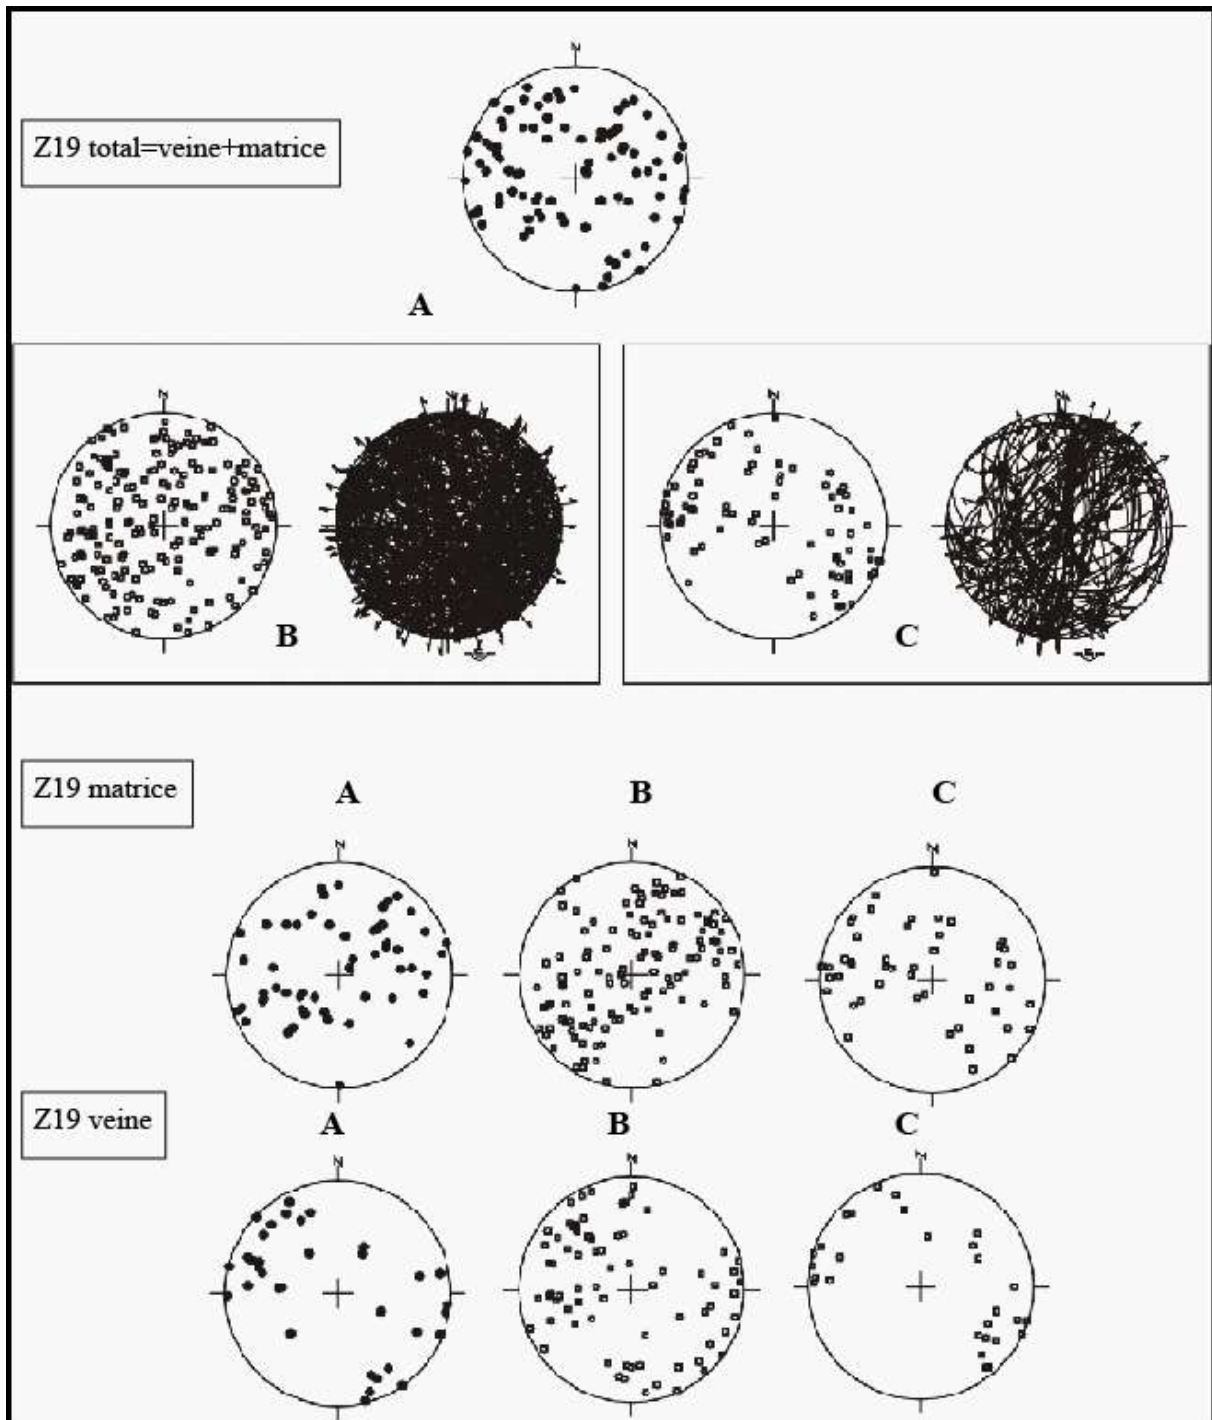 N
Z19 total=veine+matrice
A
N N N N
B C
Z19 matrice
A B C
N N N
Z19 veine
A B C
N N N